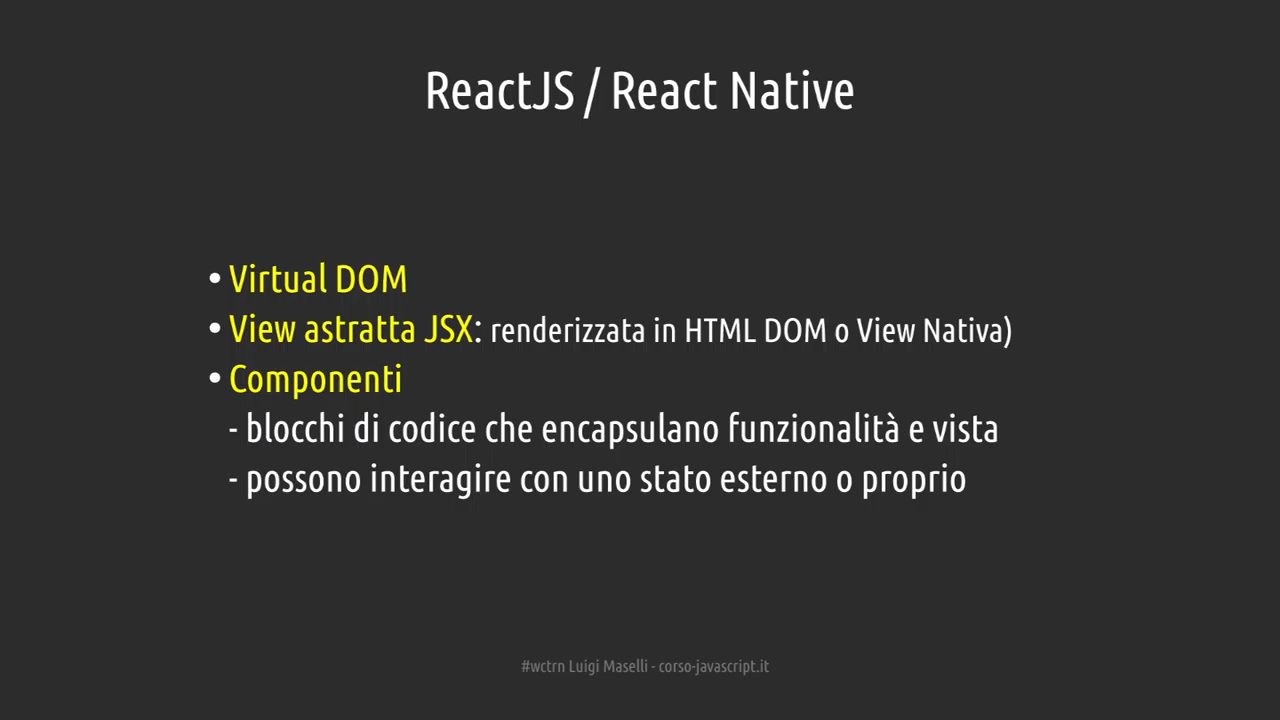 ReactJS / React Native
• Virtual DOM
• View astratta JSX: renderizzata in HTML DOM o View Nativa)
• Componenti
- blocchi di codice che encapsulano funzionalità e vista
- possono interagire con uno stato esterno o proprio
#wctrn Luigi Maselli - corso-javascript.it